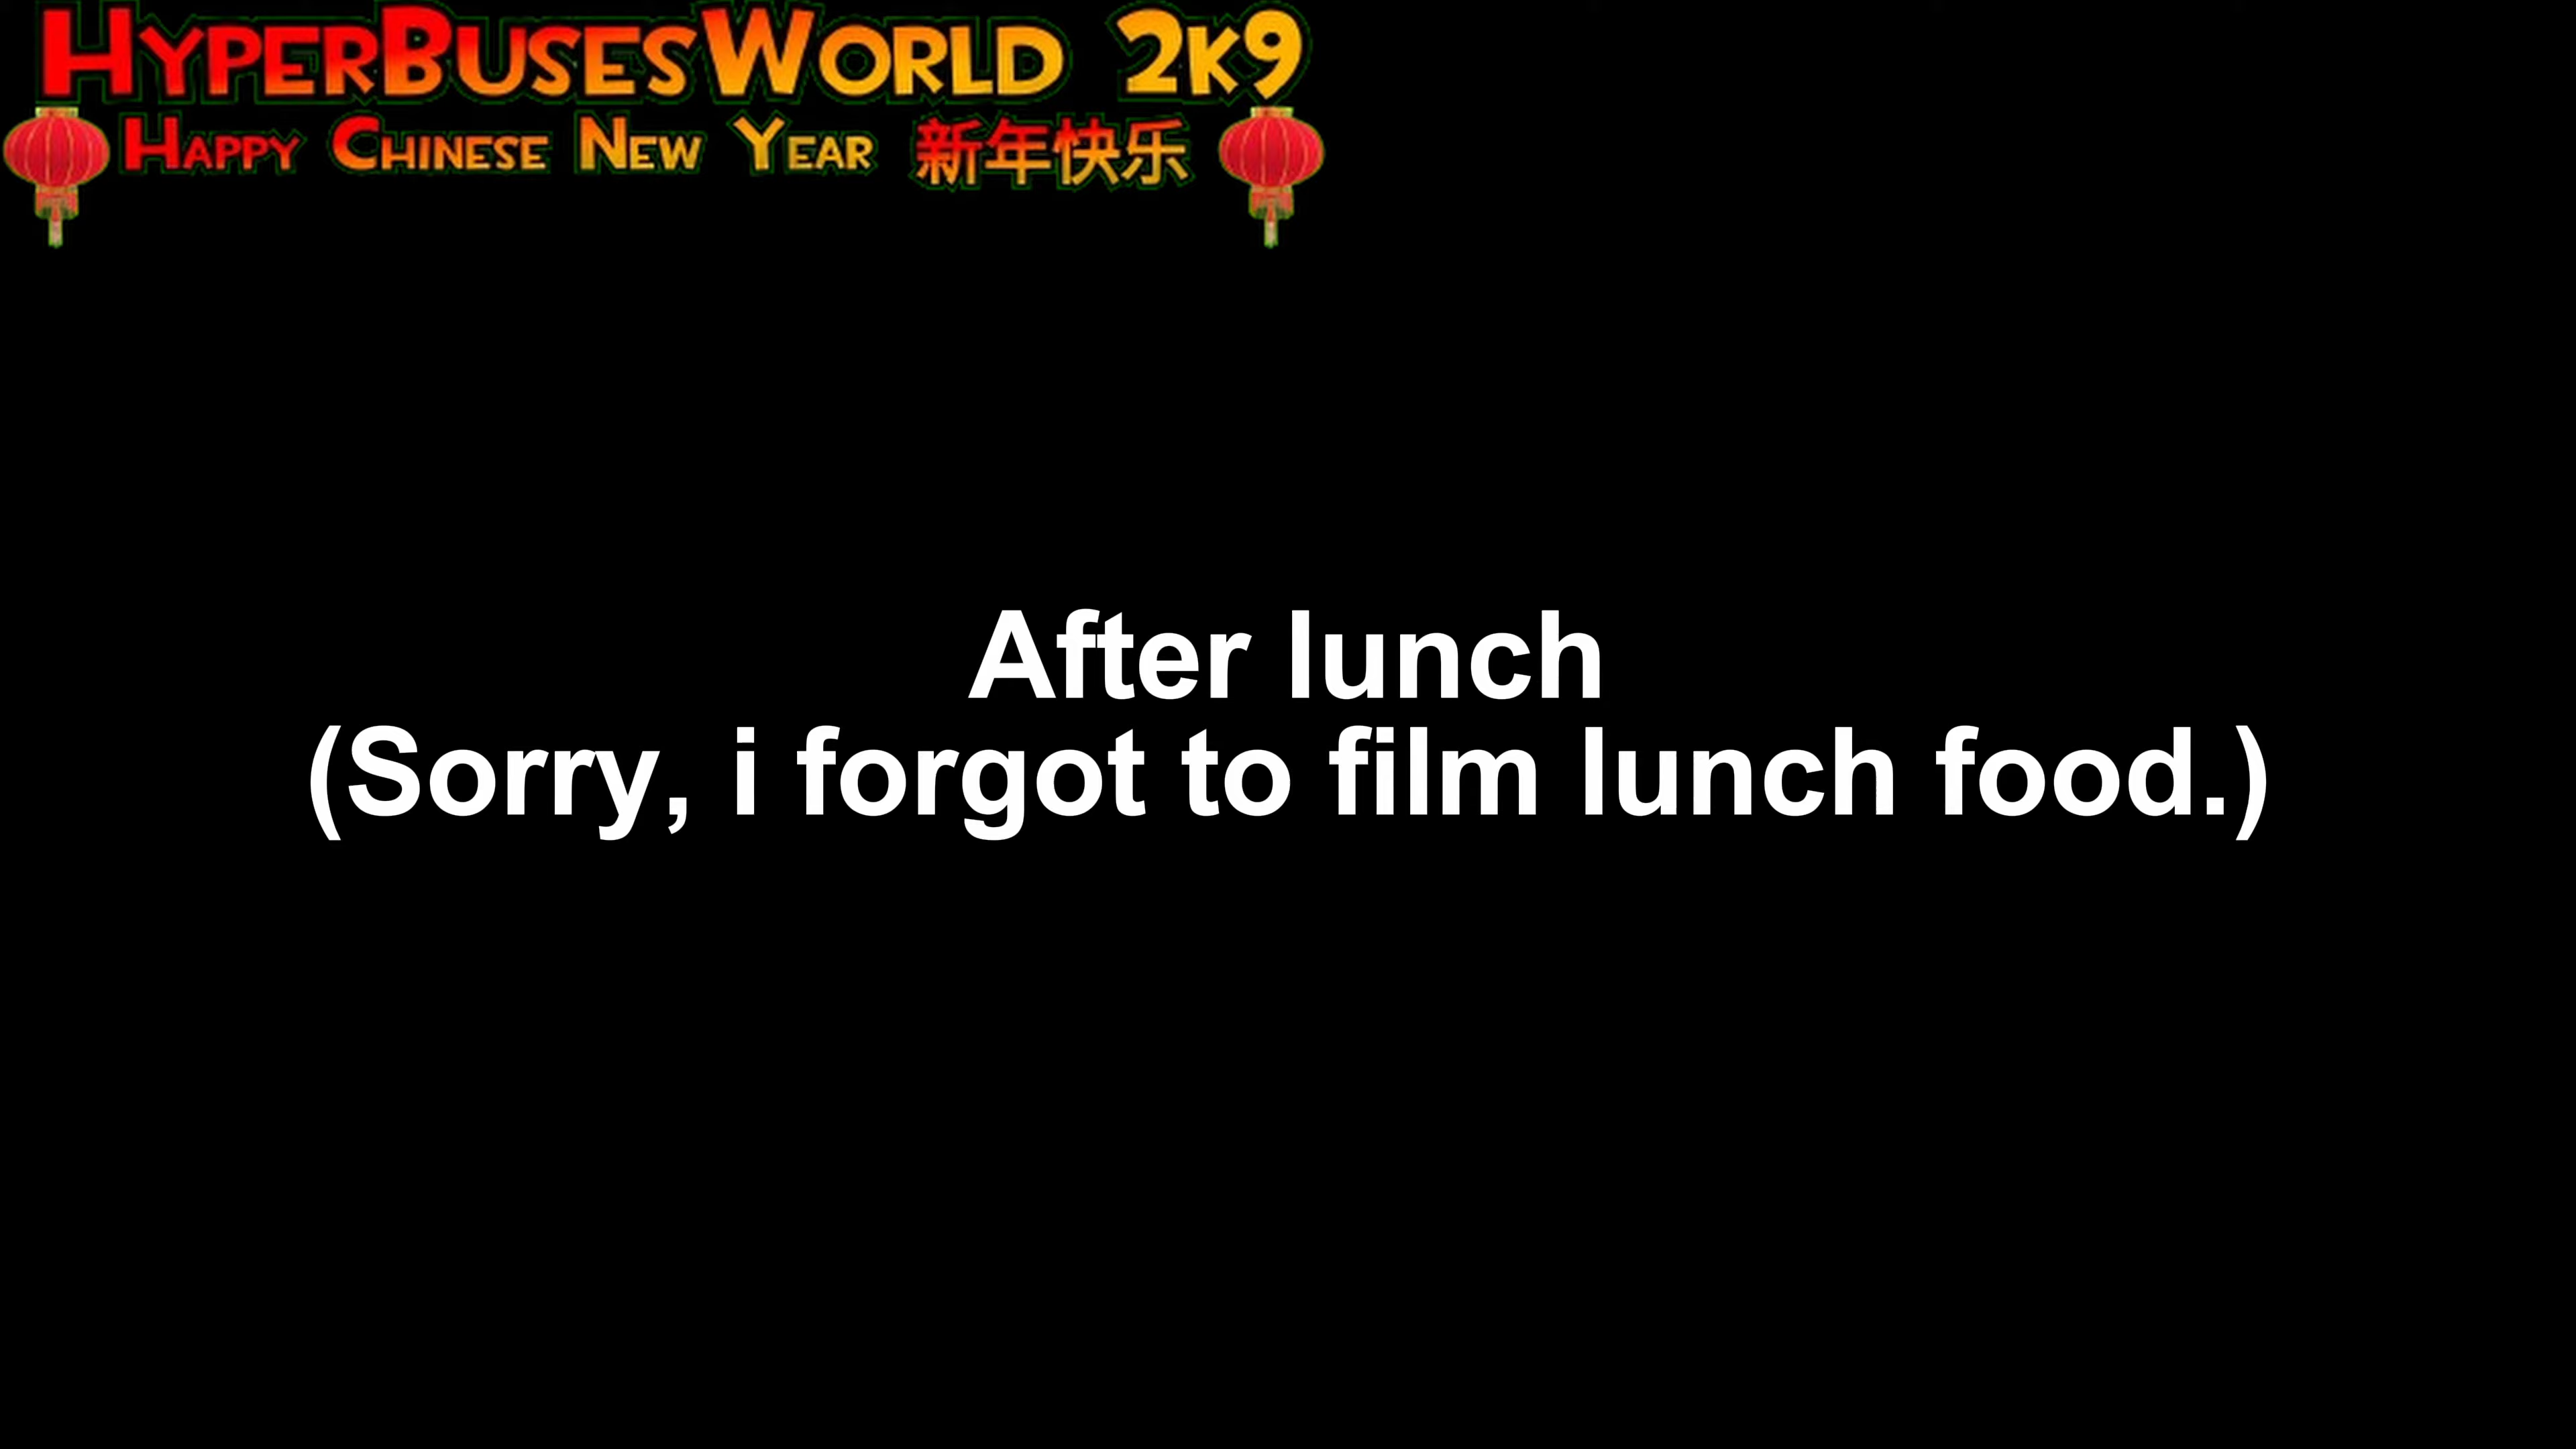 HyperBusesWorld 2k9
Happy Chinese New Year 新年快乐
After lunch
(Sorry, i forgot to film lunch food.)